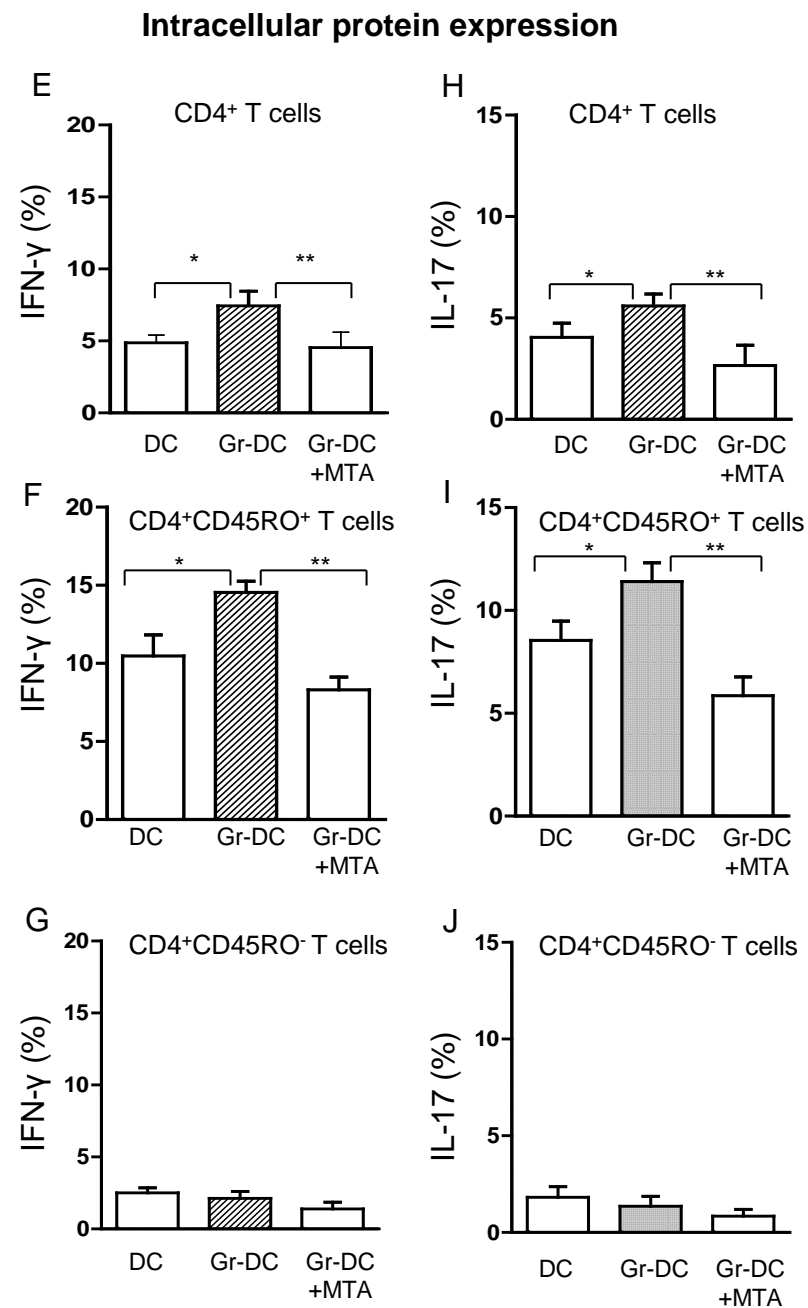 Intracellular protein expression
E
CD4⁺ T cells
IFN-γ (%)
20
15
10
5
0
*
**
DC
Gr-DC
Gr-DC
+MTA
H
CD4⁺ T cells
IL-17 (%)
15
10
5
0
*
**
DC
Gr-DC
Gr-DC
+MTA
F
CD4⁺CD45RO⁺ T cells
IFN-γ (%)
20
15
10
5
0
*
**
DC
Gr-DC
Gr-DC
+MTA
I
CD4⁺CD45RO⁺ T cells
IL-17 (%)
15
10
5
0
*
**
DC
Gr-DC
Gr-DC
+MTA
G
CD4⁺CD45RO⁻ T cells
IFN-γ (%)
20
15
10
5
0
DC
Gr-DC
Gr-DC
+MTA
J
CD4⁺CD45RO⁻ T cells
IL-17 (%)
15
10
5
0
DC
Gr-DC
Gr-DC
+MTA